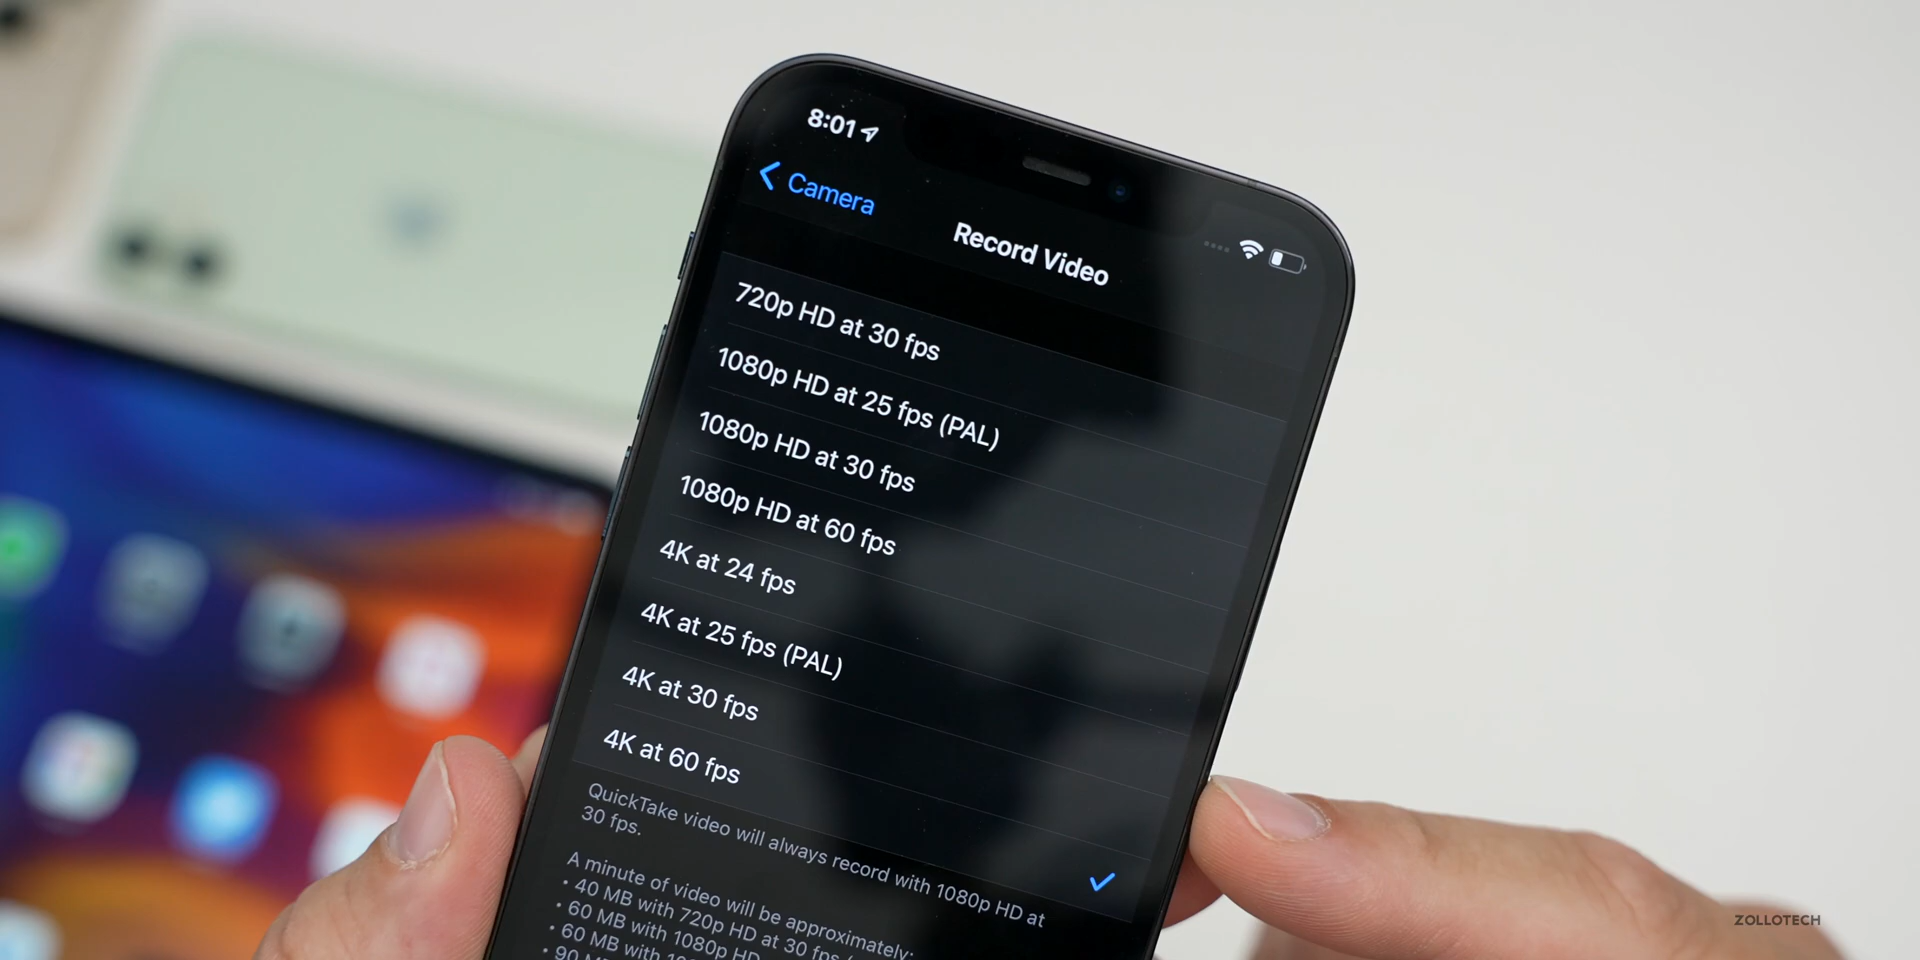 8:01
Camera
Record Video
720p HD at 30 fps
1080p HD at 25 fps (PAL)
1080p HD at 30 fps
1080p HD at 60 fps
4K at 24 fps
4K at 25 fps (PAL)
4K at 30 fps
4K at 60 fps
QuickTake video will always record with 1080p HD at
30 fps.
A minute of video will be approximately:
• 40 MB with 720p HD at 30 fps
• 60 MB with 1080p HD
• 60 MB with
• 90
ZOLLOTECH